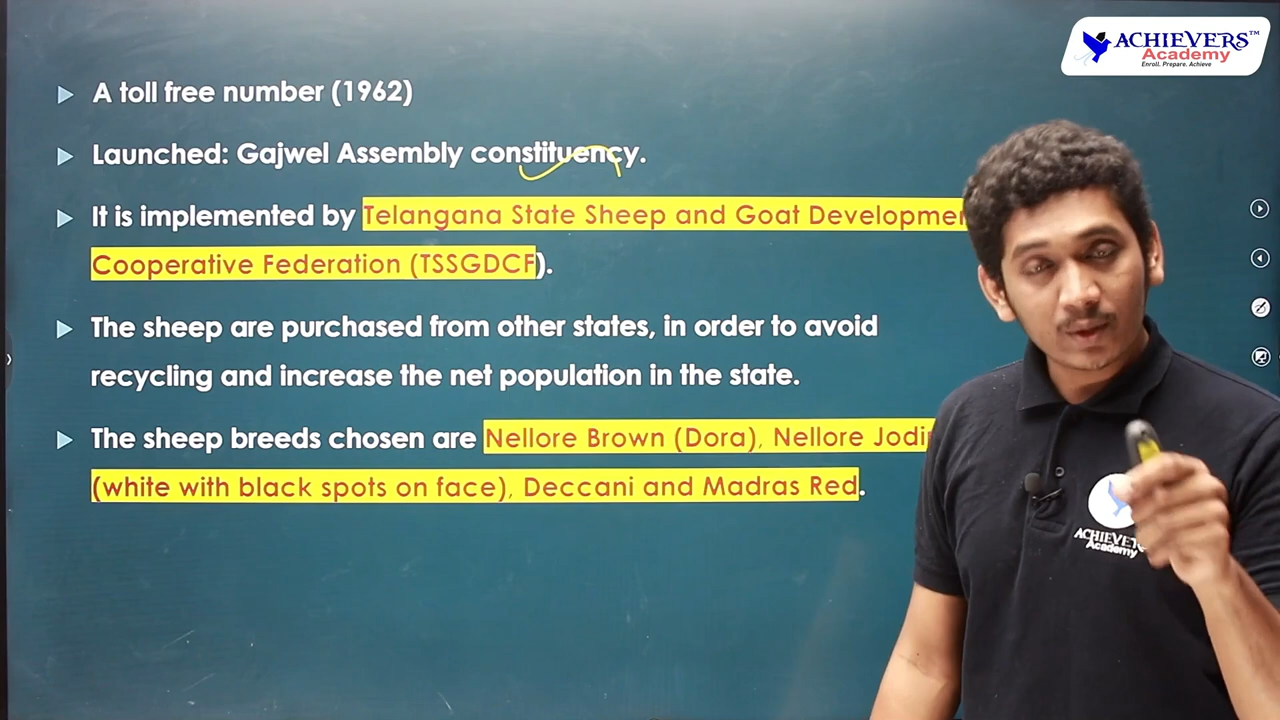 ACHIEVERS™
Academy
Enroll. Prepare. Achieve
A toll free number (1962)
Launched: Gajwel Assembly constituency.
It is implemented by Telangana State Sheep and Goat
Cooperative Federation (TSSGDCF).
The sheep are purchased from other states, in order to avoid
recycling and increase the net population in the state.
The sheep breeds chosen are Nellore Brown (Dora), Nellore
(white with black spots on face), Deccani and Madras Red.
Academy